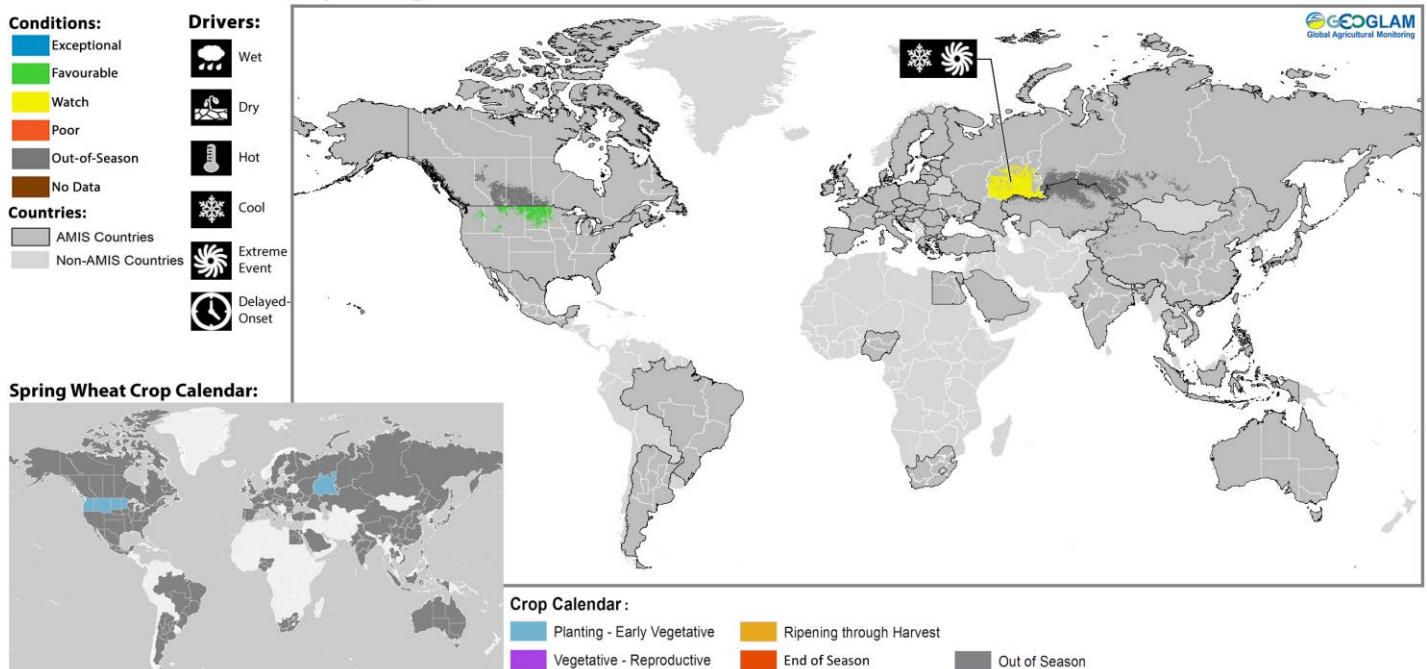 Conditions:
Exceptional
Favourable
Watch
Poor
Out-of-Season
No Data
Countries:
AMIS Countries
Non-AMIS Countries
Drivers:
Wet
Dry
Hot
Cool
Extreme
Event
Delayed-
Onset
GEOGLAM
Global Agricultural Monitoring
Spring Wheat Crop Calendar:
Crop Calendar :
Planting - Early Vegetative
Ripening through Harvest
Vegetative - Reproductive
End of Season
Out of Season